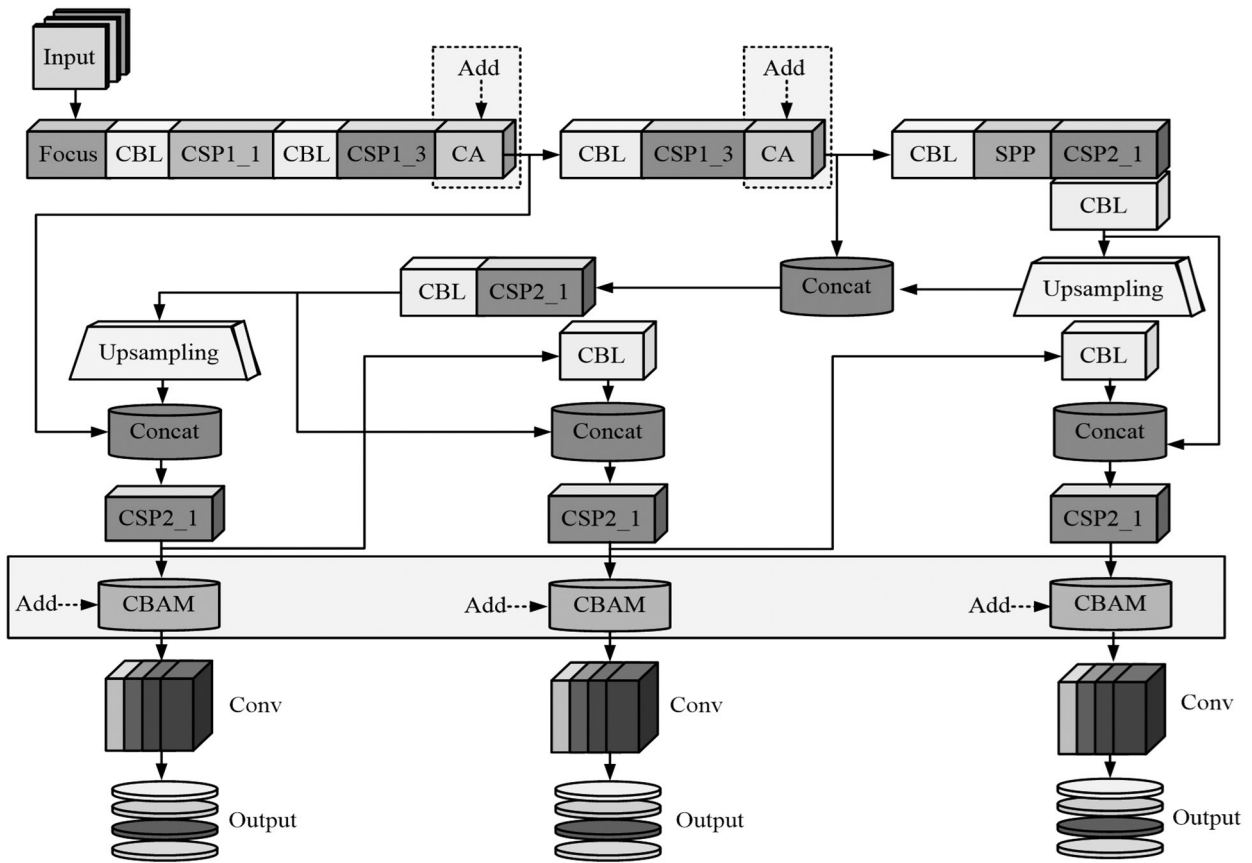 Input
Add
Add
Focus CBL CSP1_1 CBL CSP1_3 CA
CBL CSP1_3 CA
CBL SPP CSP2_1
CBL
CBL CSP2_1
Concat
Upsampling
Upsampling
CBL
CBL
Concat
Concat
Concat
CSP2_1
CSP2_1
CSP2_1
Add
CBAM
Add
CBAM
Add
CBAM
Conv
Conv
Conv
Output
Output
Output